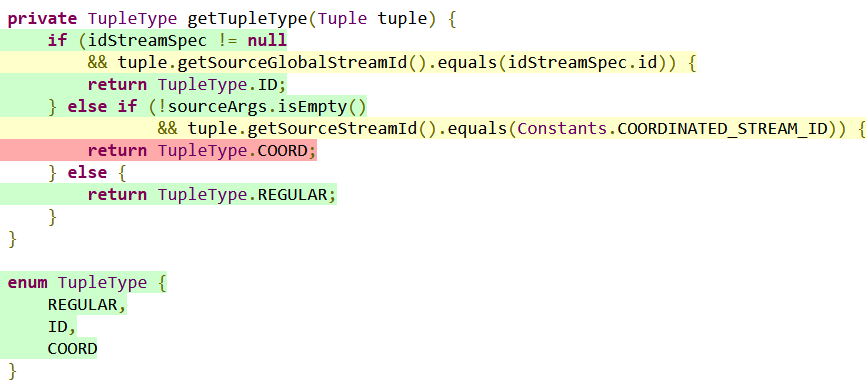 private TupleType getTupleType(Tuple tuple) {
    if (idStreamSpec != null
        && tuple.getSourceGlobalStreamId().equals(idStreamSpec.id)) {
        return TupleType.ID;
    } else if (!sourceArgs.isEmpty()
               && tuple.getSourceStreamId().equals(Constants.COORDINATED_STREAM_ID)) {
        return TupleType.COORD;
    } else {
        return TupleType.REGULAR;
    }
}

enum TupleType {
    REGULAR,
    ID,
    COORD
}